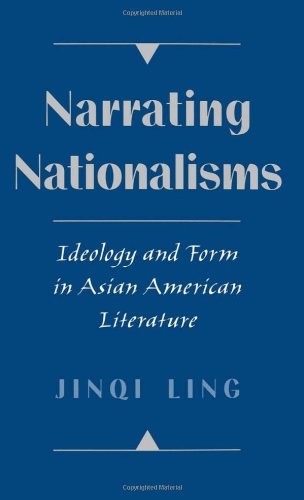 Narrating
Nationalisms
Ideology and Form
in Asian American
Literature
JINQI LING